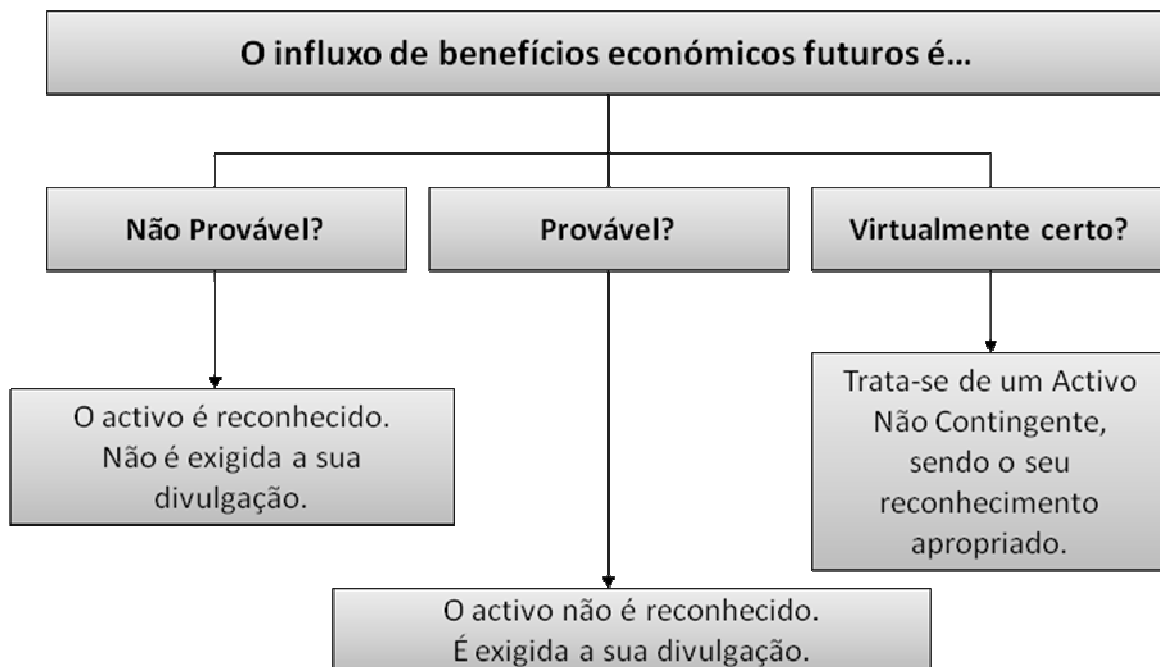 O influxo de benefícios económicos futuros é...
Não Provável?
Provável?
Virtualmente certo?
O activo é reconhecido.
Não é exigida a sua
divulgação.
Trata-se de um Activo
Não Contingente,
sendo o seu
reconhecimento
apropriado.
O activo não é reconhecido.
É exigida a sua divulgação.